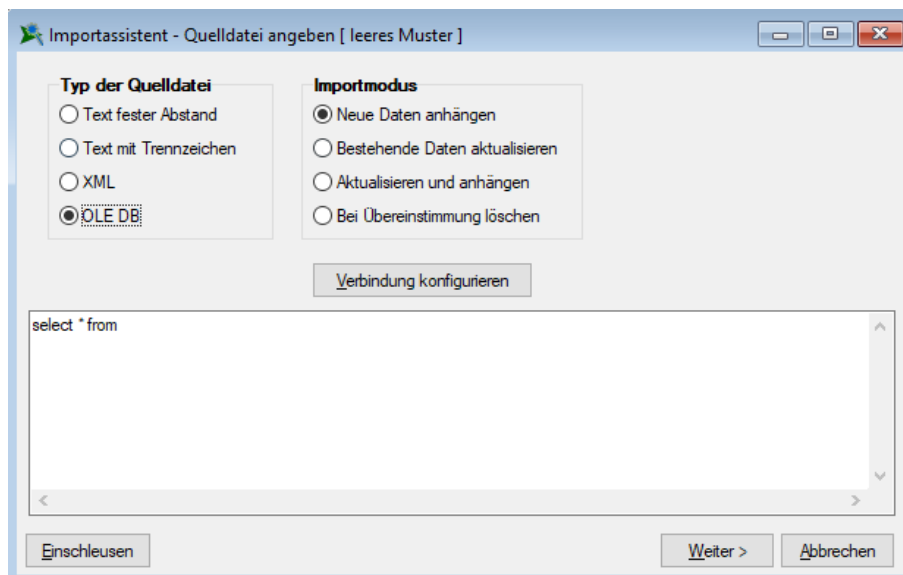 Importassistent - Quelldatei angeben [ leeres Muster ]
Typ der Quelldatei
Text fester Abstand
Text mit Trennzeichen
XML
OLE DB
Importmodus
Neue Daten anhängen
Bestehende Daten aktualisieren
Aktualisieren und anhängen
Bei Übereinstimmung löschen
Verbindung konfigurieren
select * from
Einschleusen
Weiter >
Abbrechen